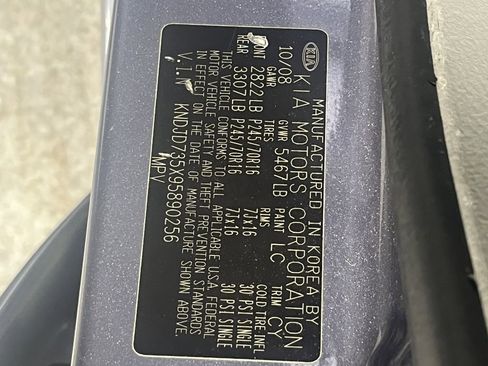 MANUFACTURED IN KOREA BY
KIA
KIA MOTORS CORPORATION
10/08 GVWR 5467LB PAINT LC TRIM CY
GAWR TIRES RIMS COLD TIRE INFL.
2822LB P245/70R16 7Jx16 30 PSI SINGLE
REAR 3307LB P245/70R16 7Jx16 30 PSI SINGLE
THIS VEHICLE CONFORMS TO ALL APPLICABLE U.S.A. FEDERAL
MOTOR VEHICLE SAFETY AND THEFT PREVENTION STANDARDS
IN EFFECT ON THE DATE OF MANUFACTURE SHOWN ABOVE.
KNDJD735X95890256
MPV